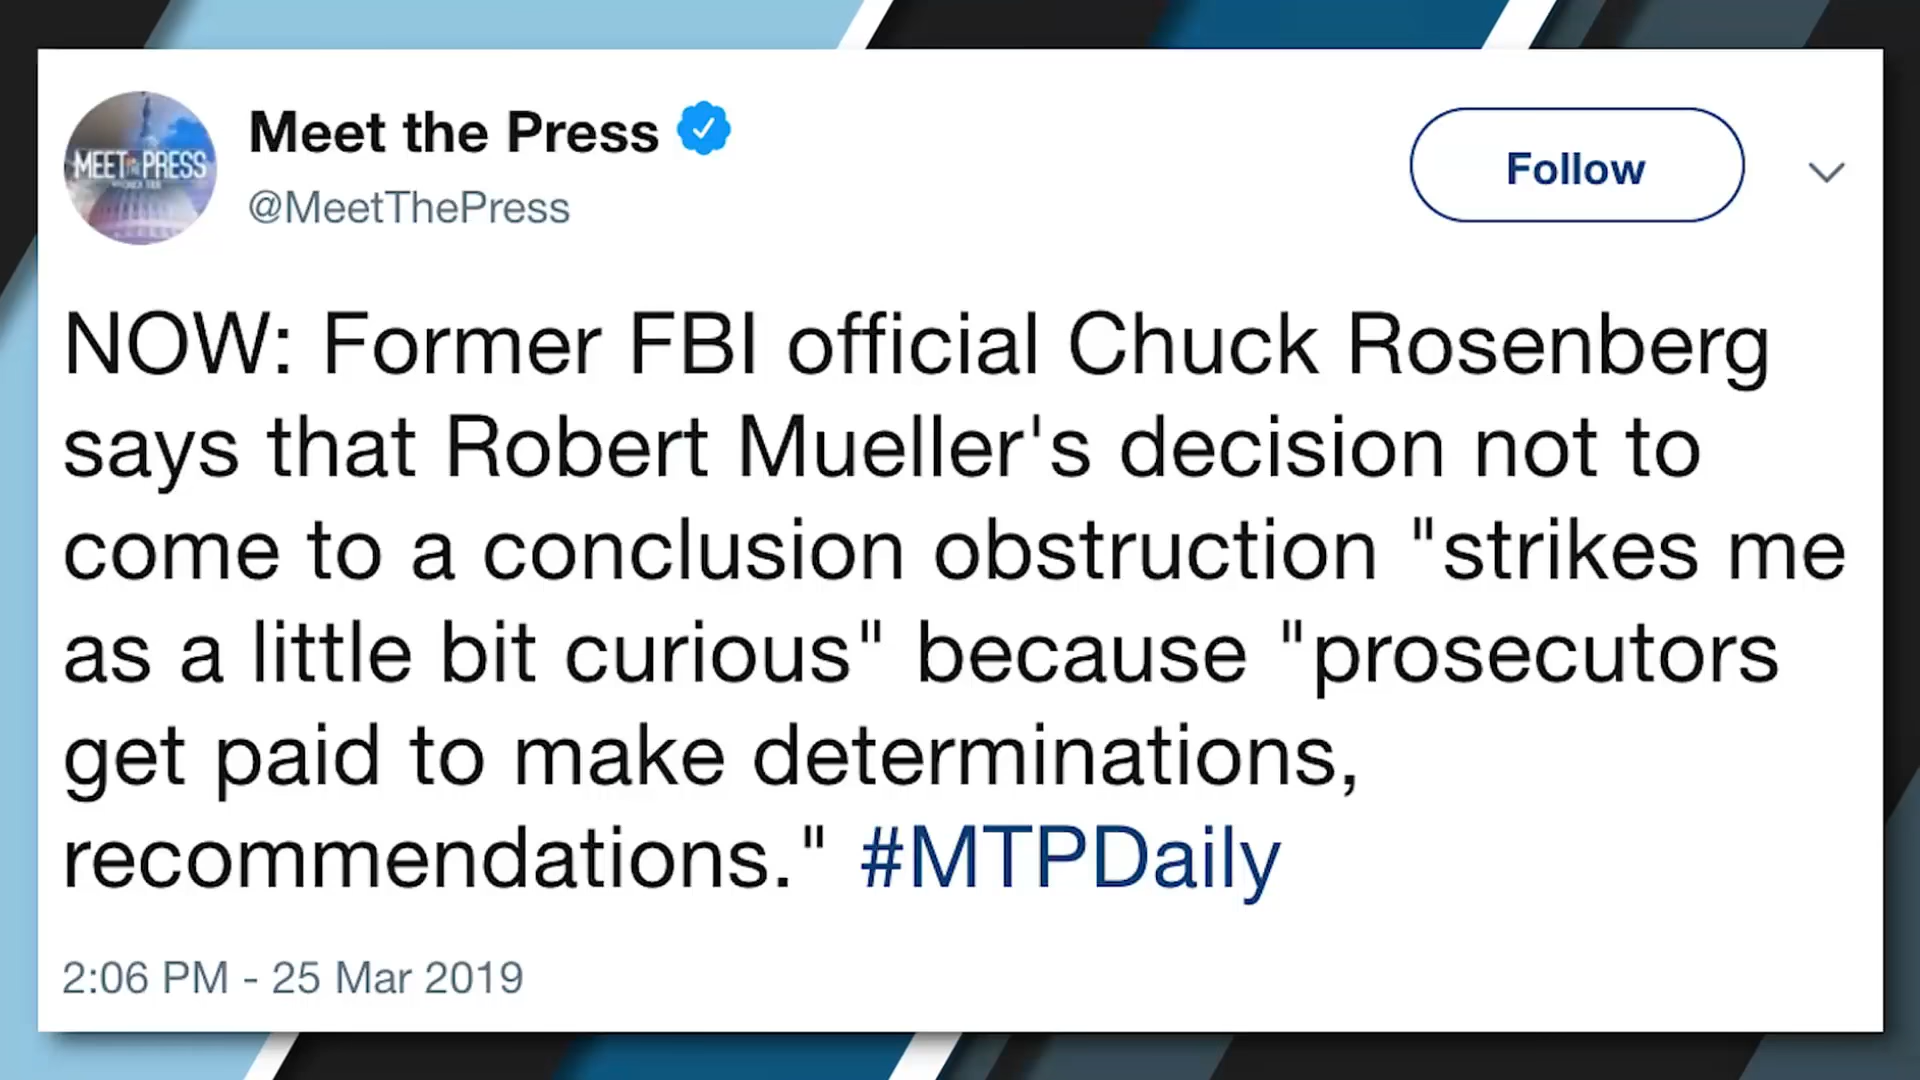 MEET THE PRESS
Meet the Press
@MeetThePress
Follow
NOW: Former FBI official Chuck Rosenberg
says that Robert Mueller's decision not to
come to a conclusion obstruction "strikes me
as a little bit curious" because "prosecutors
get paid to make determinations,
recommendations." #MTPDaily
2:06 PM - 25 Mar 2019